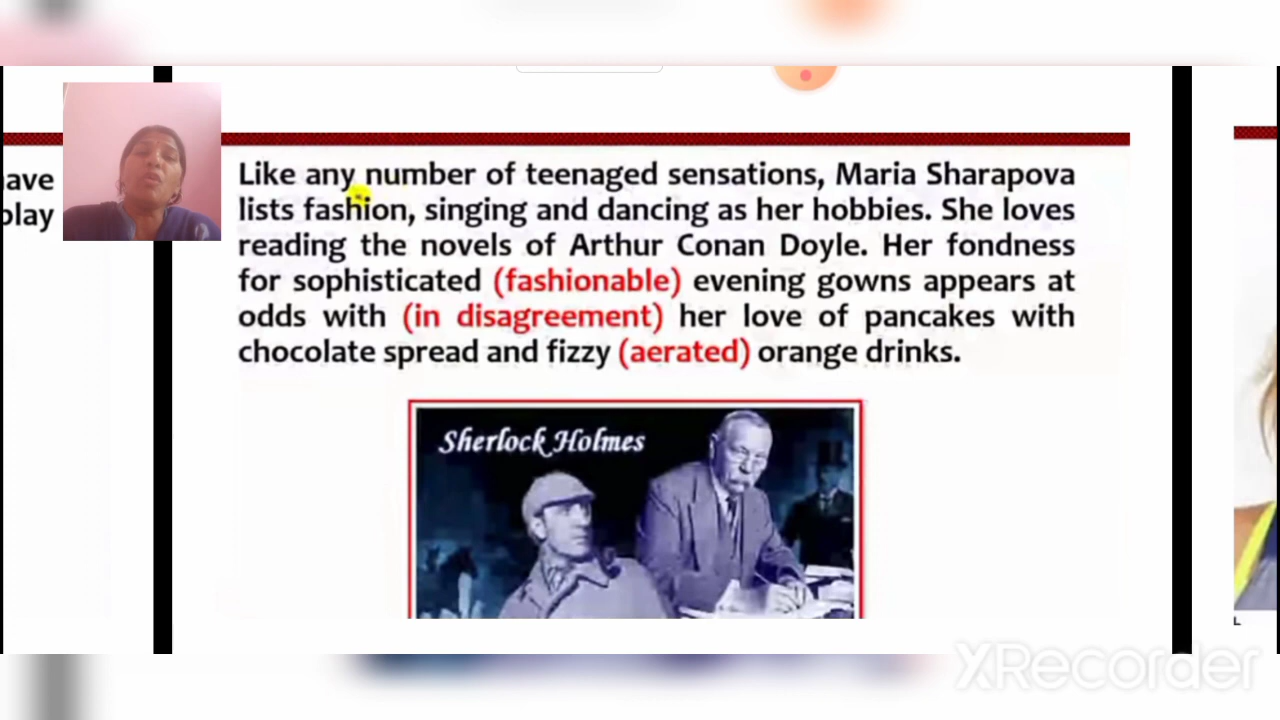 ave
play
Like any number of teenaged sensations, Maria Sharapova
lists fashion, singing and dancing as her hobbies. She loves
reading the novels of Arthur Conan Doyle. Her fondness
for sophisticated (fashionable) evening gowns appears at
odds with (in disagreement) her love of pancakes with
chocolate spread and fizzy (aerated) orange drinks.
Sherlock Holmes
XRecorder